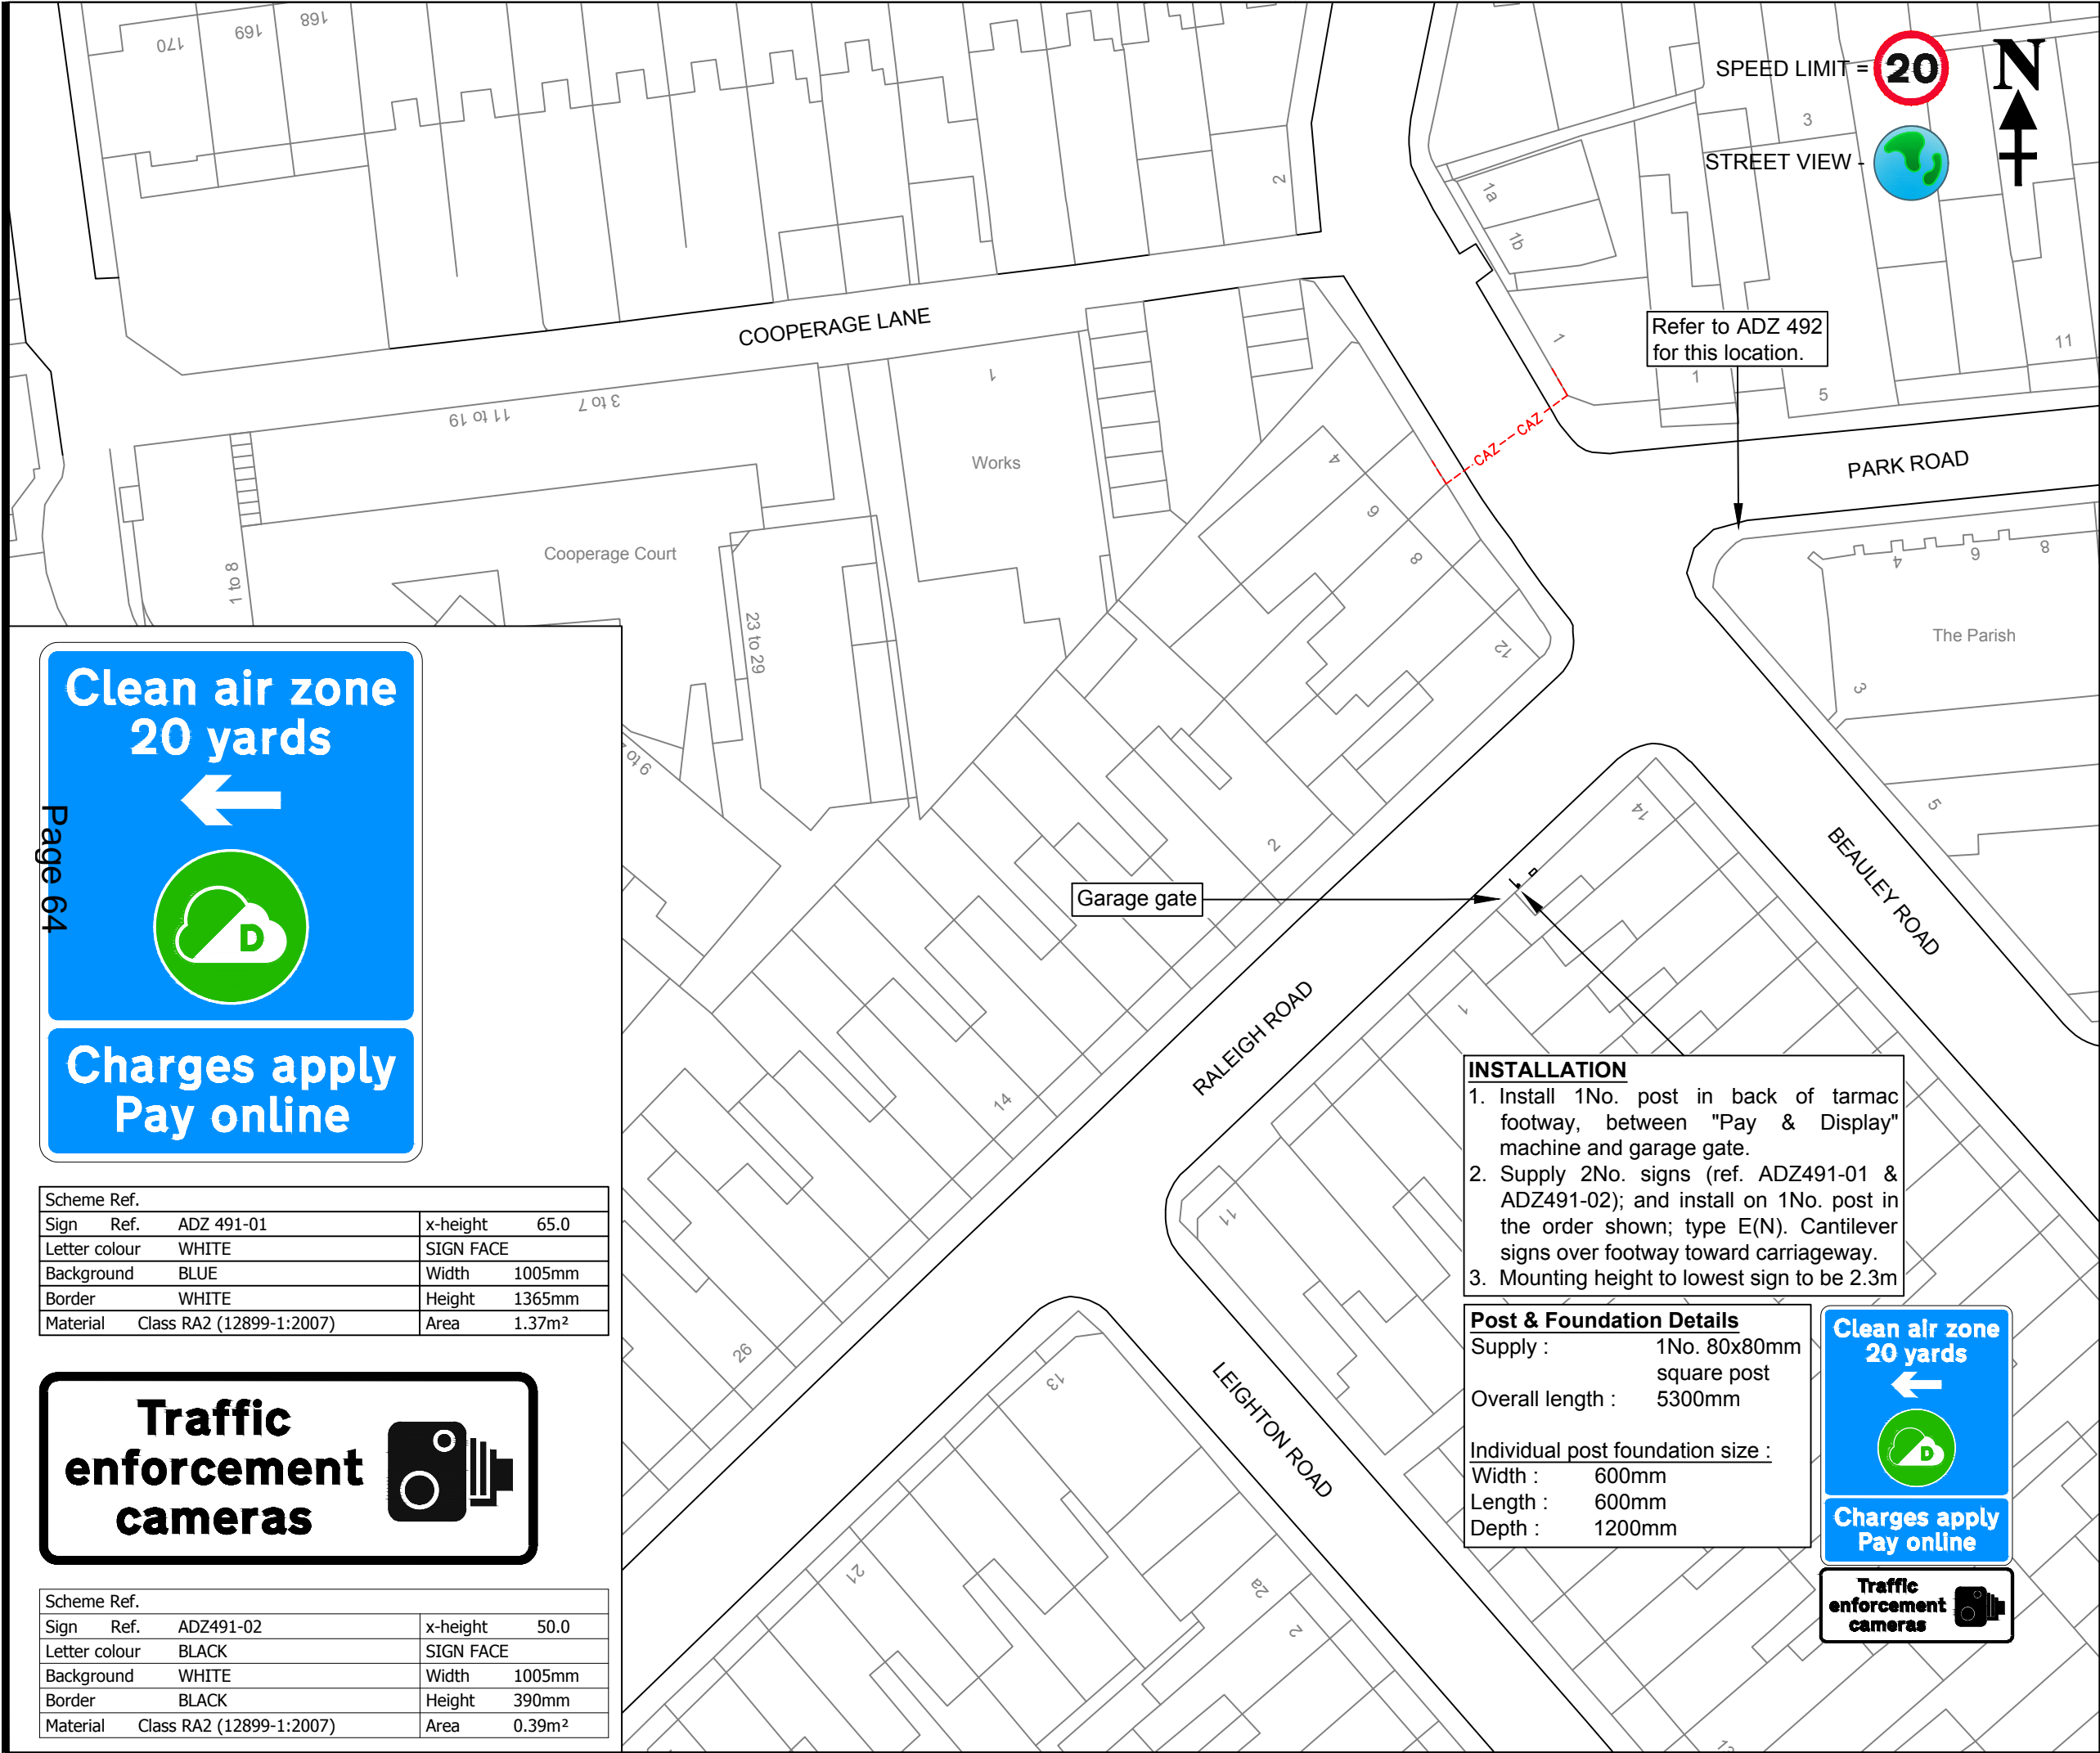 170
169
168
2
COOPERAGE LANE
SPEED LIMIT = 20
N
STREET VIEW -
3
1a
1b
1
Refer to ADZ 492
for this location.
1
5
11
PARK ROAD
CAZ
CAZ
3 to 7
11 to 19
1
Works
Cooperage Court
1 to 8
23 to 29
4
6
8
12
4
6
8
The Parish
3
5
BEAULEY ROAD
14
2
Garage gate
1
RALEIGH ROAD
14
11
26
13
LEIGHTON ROAD
21
2a
2
Page 64
Clean air zone
20 yards
D
Charges apply
Pay online
Scheme Ref.
Sign Ref. ADZ 491-01 x-height 65.0
Letter colour WHITE SIGN FACE
Background BLUE Width 1005mm
Border WHITE Height 1365mm
Material Class RA2 (12899-1:2007) Area 1.37m²
Traffic
enforcement
cameras
Scheme Ref.
Sign Ref. ADZ491-02 x-height 50.0
Letter colour BLACK SIGN FACE
Background WHITE Width 1005mm
Border BLACK Height 390mm
Material Class RA2 (12899-1:2007) Area 0.39m²
INSTALLATION
1. Install 1No. post in back of tarmac
footway, between "Pay & Display"
machine and garage gate.
2. Supply 2No. signs (ref. ADZ491-01 &
ADZ491-02); and install on 1No. post in
the order shown; type E(N). Cantilever
signs over footway toward carriageway.
3. Mounting height to lowest sign to be 2.3m
Post & Foundation Details
Supply : 1No. 80x80mm
square post
Overall length : 5300mm
Individual post foundation size :
Width : 600mm
Length : 600mm
Depth : 1200mm
Clean air zone
20 yards
D
Charges apply
Pay online
Traffic
enforcement
cameras